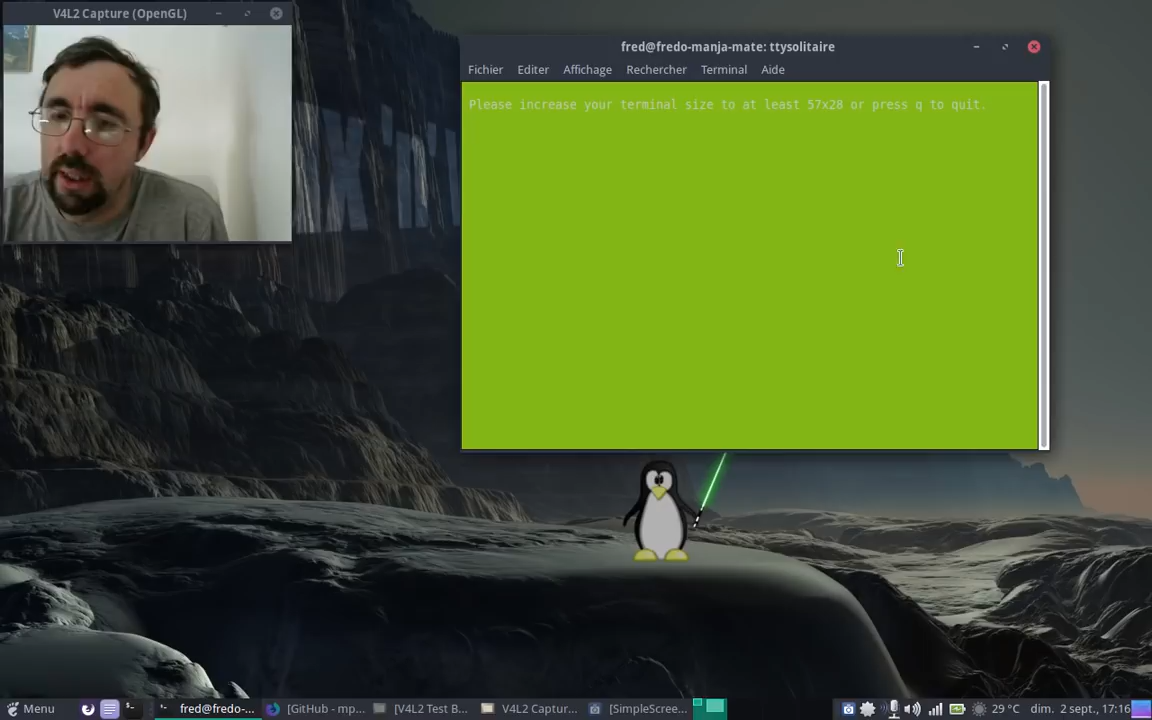 V4L2 Capture (OpenGL)
fred@fredo-manja-mate: ttysolitaire
Fichier Editer Affichage Rechercher Terminal Aide
Please increase your terminal size to at least 57x28 or press q to quit.
Menu fred@fredo-... [GitHub - mp... [V4L2 Test B... V4L2 Captur... [SimpleScree... 29 °C dim. 2 sept., 17:16